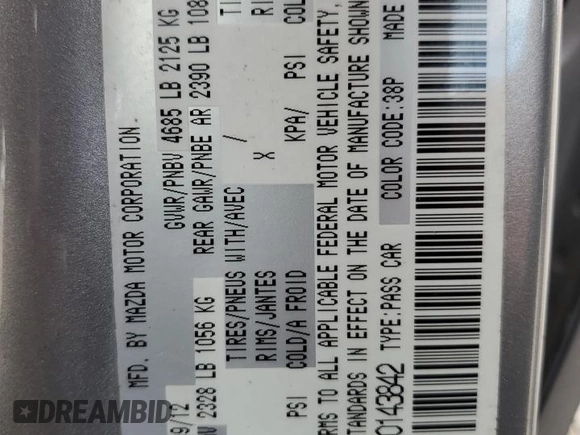 MFD. BY MAZDA MOTOR CORPORATION
9/12 GVWR/PNBV 4685 LB 2125 KG
2328 LB 1056 KG REAR GAWR/PNBE AR 2390 LB 108
TIRES/PNEUS WITH/AVEC /
RIMS/JANTES X
COLD/A FROID PSI KPA/ PSI COL
RMS TO ALL APPLICABLE FEDERAL MOTOR VEHICLE SAFETY,
TANDARDS IN EFFECT ON THE DATE OF MANUFACTURE SHOWN
0143842 TYPE:PASS CAR COLOR CODE:38P MADE
DREAMBID
.COM